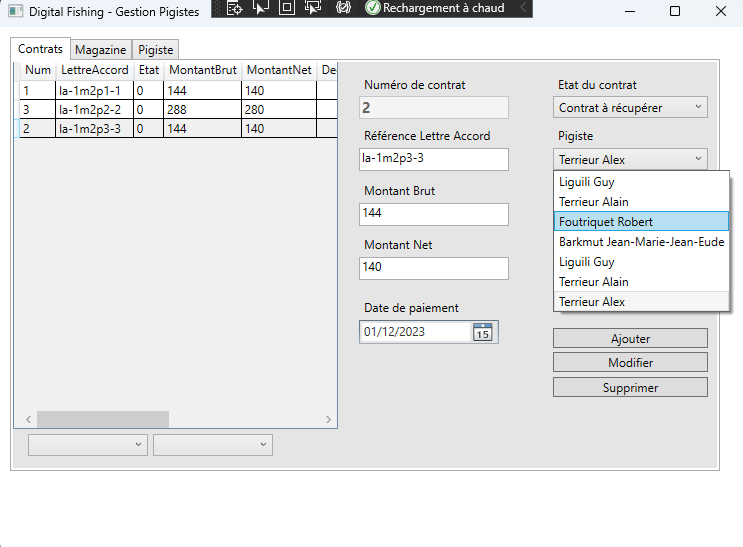 Digital Fishing - Gestion Pigistes
Rechargement à chaud
Contrats Magazine Pigiste
Num LettreAccord Etat MontantBrut MontantNet
1 la-1m2p1-1 0 144 140
3 la-1m2p2-2 0 288 280
2 la-1m2p3-3 0 144 140
Numéro de contrat
2
Référence Lettre Accord
la-1m2p3-3
Montant Brut
144
Montant Net
140
Date de paiement
01/12/2023
15
Etat du contrat
Contrat à récupérer
Pigiste
Terrieur Alex
Liguili Guy
Terrieur Alain
Foutriquet Robert
Barkmut Jean-Marie-Jean-Eude
Liguili Guy
Terrieur Alain
Terrieur Alex
Ajouter
Modifier
Supprimer